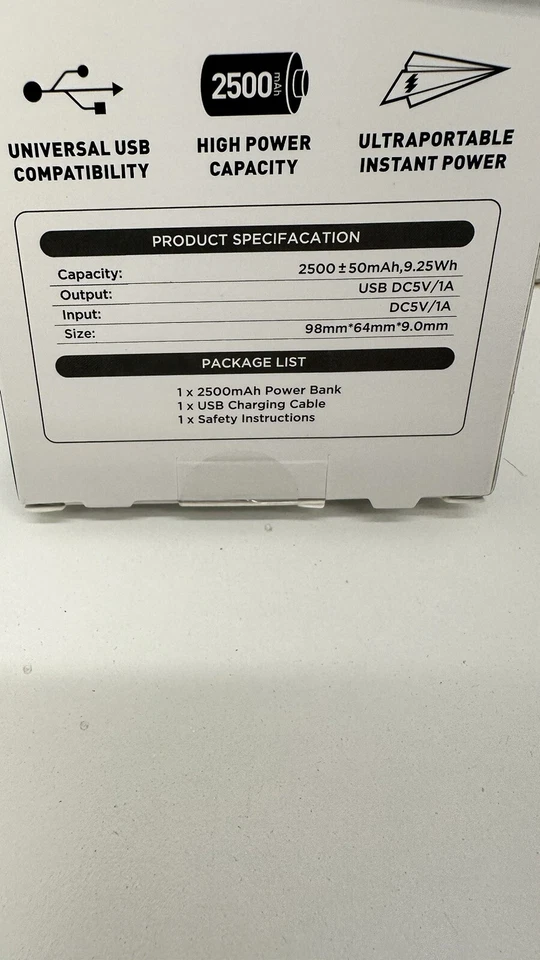 2500 mAh
UNIVERSAL USB
COMPATIBILITY
HIGH POWER
CAPACITY
ULTRAPORTABLE
INSTANT POWER
PRODUCT SPECIFACATION
Capacity: 2500±50mAh,9.25Wh
Output: USB DC5V/1A
Input: DC5V/1A
Size: 98mm*64mm*9.0mm
PACKAGE LIST
1 x 2500mAh Power Bank
1 x USB Charging Cable
1 x Safety Instructions